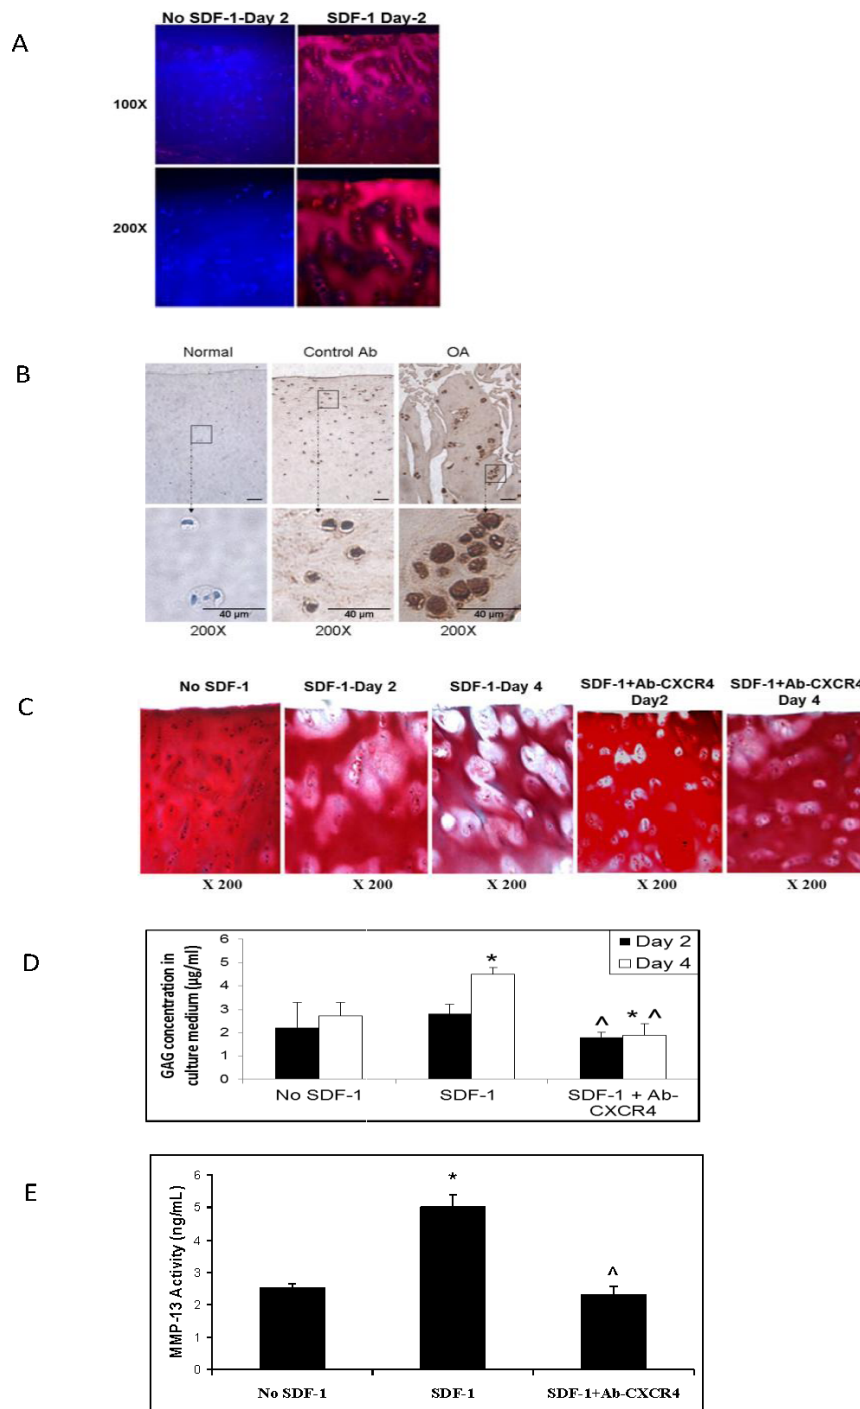 A
No SDF-1-Day 2 SDF-1 Day-2
100X
200X
B
Normal Control Ab OA
40 µm 40 µm 40 µm
200X 200X 200X
C
No SDF-1 SDF-1-Day 2 SDF-1-Day 4 SDF-1+Ab-CXCR4 SDF-1+Ab-CXCR4
Day2 Day 4
X 200 X 200 X 200 X 200 X 200
D
GAG concentration in
culture medium (µg/ml)
6
5
4
3
2
1
0
Day 2
Day 4
*
^ * ^
No SDF-1 SDF-1 SDF-1 + Ab-
CXCR4
E
MMP-13 Activity (ng/mL)
6
5
4
3
2
1
0
*
^
No SDF-1 SDF-1 SDF-1+Ab-CXCR4